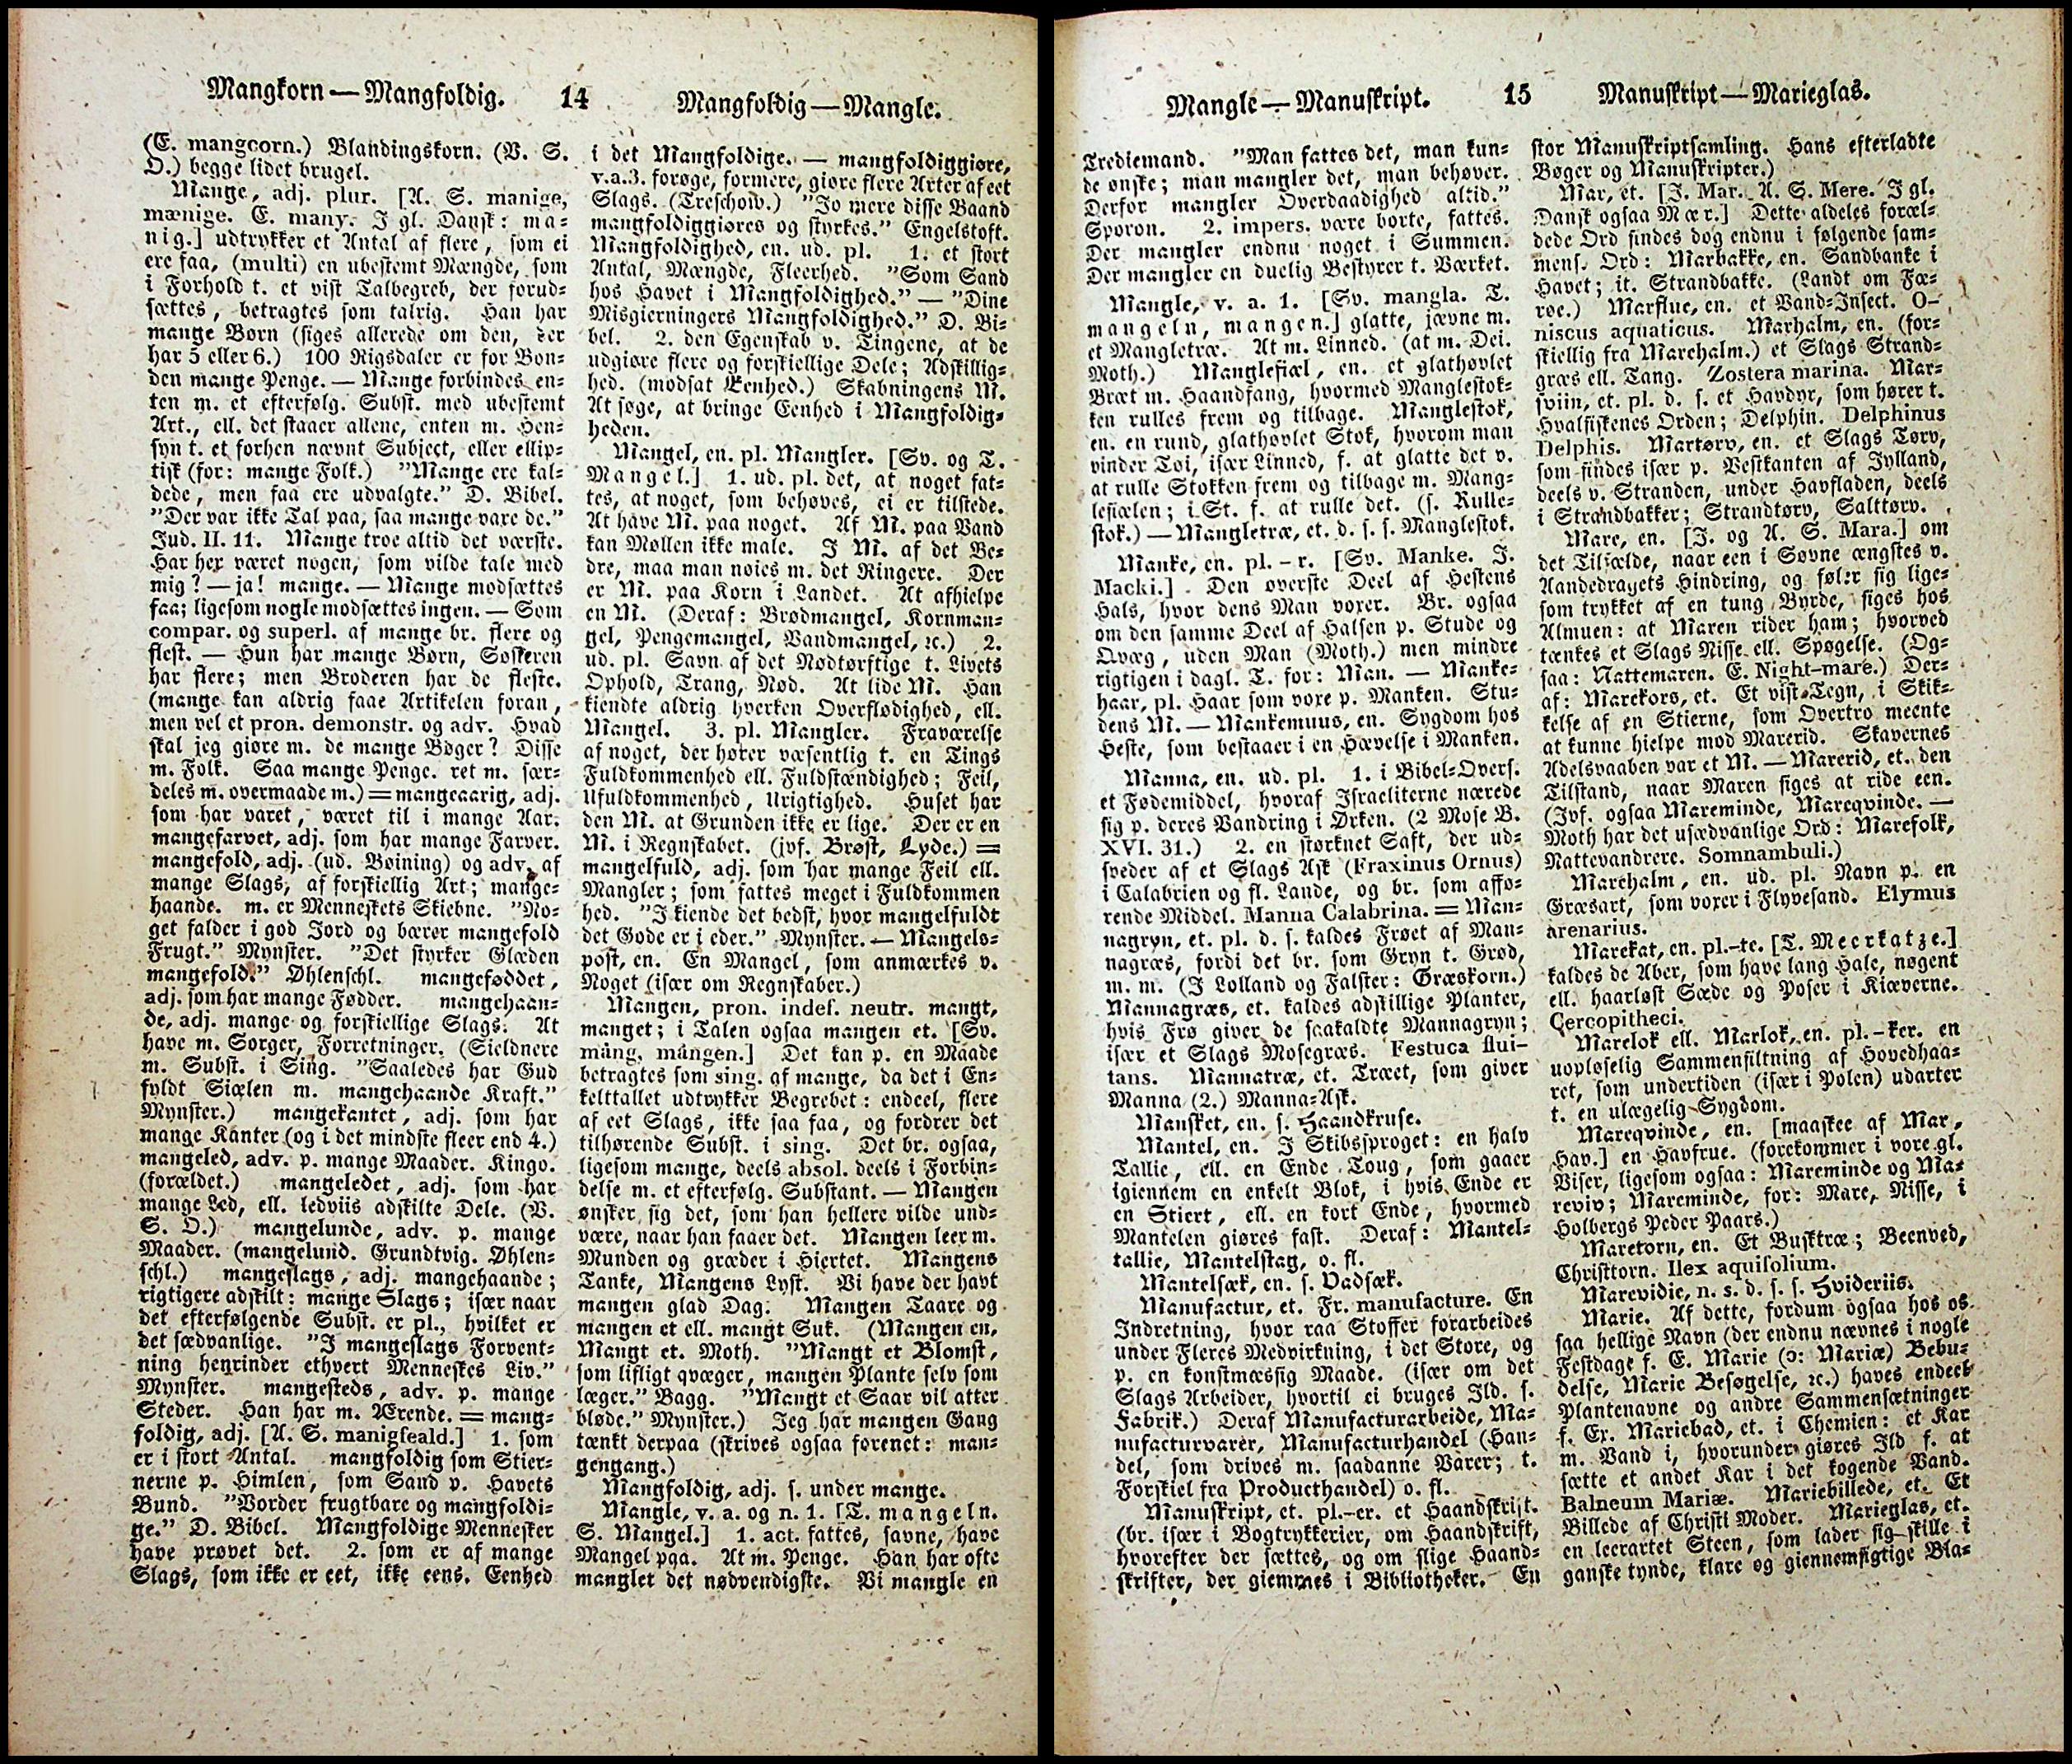 Mangkorn — Mangfoldig. 14 Mangfoldig — Mangle.
(E. mangcorn.) Blandingskorn. (V. S.
O.) begge lidet brugel.
Mange, adj. plur. [A. S. manige,
mænige. E. many. I gl. Dansk: ma-
nig.] udtrykker et Antal af flere, som ei
ere faa, (multi) en ubestemt Mængde, som
i Forhold t. et vist Talbegreb, der forud-
sættes, betragtes som talrig. Han har
mange Børn (siges allerede om den, der
har 5 eller 6.) 100 Rigsdaler er for Bon-
den mange Penge. — Mange forbindes en-
ten m. et efterfølg. Subst. med ubestemt
Art., ell. det staaer allene, enten m. Hen-
syn t. et forhen nævnt Subject, eller ellip-
tisk (for: mange Folk.) "Mange ere kal-
dede, men faa ere udvalgte." D. Bibel.
"Der var ikke Tal paa, saa mange vare de."
Jud. II. 11. Mange troe altid det værste.
Har her været nogen, som vilde tale med
mig? — ja! mange. — Mange modsættes
faa; ligesom nogle modsættes ingen. — Som
compar. og superl. af mange br. flere og
flest. — Hun har mange Børn, Søsteren
har flere; men Broderen har de fleste.
(mange kan aldrig faae Artikelen foran,
men vel et pron. demonstr. og adv. Hvad
skal jeg giøre m. de mange Bøger? Disse
m. Folk. Saa mange Penge. ret m. sær-
deles m. overmaade m.) = mangeaarig, adj.
som har varet, været til i mange Aar.
mangefarvet, adj. som har mange Farver.
mangefold, adj. (ud. Bøining) og adv. af
mange Slags, af forskiellig Art; mange-
haande. m. er Menneskets Skiebne. "No-
get falder i god Jord og bærer mangefold
Frugt." Mynster. "Det styrker Glæden
mangefold." Øhlenschl. mangeføddet,
adj. som har mange Fødder. mangehaan-
de, adj. mange og forskiellige Slags. At
have m. Sorger, Forretninger. (Sieldnere
m. Subst. i Sing. "Saaledes har Gud
fyldt Siælen m. mangehaande Kraft."
Mynster.) mangekantet, adj. som har
mange Kanter (og i det mindste fleer end 4.)
mangeled, adv. p. mange Maader. Kingo.
(forældet.) mangeledet, adj. som har
mange Led, ell. ledviis adskilte Dele. (V.
S. O.) mangelunde, adv. p. mange
Maader. (mangelund. Grundtvig. Øhlen-
schl.) mangeslags, adj. mangehaande;
rigtigere adskilt: mange Slags; især naar
det efterfølgende Subst. er pl., hvilket er
det sædvanlige. "I mangeslags Forvent-
ning henrinder ethvert Menneskes Liv."
Mynster. mangesteds, adv. p. mange
Steder. Han har m. Ærende. = mang-
foldig, adj. [A. S. manigfeald.] 1. som
er i stort Antal. mangfoldig som Stier-
nerne p. Himlen, som Sand p. Havets
Bund. "Vorder frugtbare og mangfoldi-
ge." D. Bibel. Mangfoldige Mennesker
have prøvet det. 2. som er af mange
Slags, som ikke er eet, ikke eens. Eenhed
i det Mangfoldige. — mangfoldiggiøre,
v. a. 3. forøge, formere, giøre flere Arter af eet
Slags. (Treschow.) "Jo mere disse Baand
mangfoldiggiøres og styrkes." Engelstoft.
Mangfoldighed, en. ud. pl. 1. et stort
Antal, Mængde, Fleerhed. "Som Sand
hos Havet i Mangfoldighed." — "Dine
Misgierningers Mangfoldighed." D. Bi-
bel. 2. den Egenskab v. Tingene, at de
udgiøre flere og forskiellige Dele; Adskillig-
hed. (modsat Eenhed.) Skabningens M.
At søge, at bringe Eenhed i Mangfoldig-
heden.
Mangel, en. pl. Mangler. [Sv. og T.
Mangel.] 1. ud. pl. det, at noget fat-
tes, at noget, som behøves, ei er tilstede.
At have M. paa noget. Af M. paa Vand
kan Møllen ikke male. I M. af det Be-
dre, maa man nøies m. det Ringere. Der
er M. paa Korn i Landet. At afhielpe
en M. (Deraf: Brødmangel, Kornman-
gel, Pengemangel, Vandmangel, ꝛc.) 2.
ud. pl. Savn af det Nødtørftige t. Livets
Ophold, Trang, Nød. At lide M. Han
kiendte aldrig hverken Overflødighed, ell.
Mangel. 3. pl. Mangler. Fraværelse
af noget, der hører væsentlig t. en Tings
Fuldkommenhed ell. Fuldstændighed; Feil,
Ufuldkommenhed, Urigtighed. Huset har
den M. at Grunden ikke er lige. Der er en
M. i Regnskabet. (jvf. Brøst, Lyde.) =
mangelfuld, adj. som har mange Feil ell.
Mangler; som fattes meget i Fuldkommen
hed. "I kiende det bedst, hvor mangelfuldt
det Gode er i eder." Mynster. — Mangels-
post, en. En Mangel, som anmærkes v.
Noget (især om Regnskaber.)
Mangen, pron. indef. neutr. mangt,
manget; i Talen ogsaa mangen et. [Sv.
mång, mången.] Det kan p. en Maade
betragtes som sing. af mange, da det i En-
kelttallet udtrykker Begrebet: endeel, flere
af eet Slags, ikke saa faa, og fordrer det
tilhørende Subst. i sing. Det br. ogsaa,
ligesom mange, deels absol. deels i Forbin-
delse m. et efterfølg. Substant. — Mangen
ønsker sig det, som han hellere vilde und-
være, naar han faaer det. Mangen leer m.
Munden og græder i Hiertet. Mangens
Tanke, Mangens Lyst. Vi have der havt
mangen glad Dag. Mangen Taare og
mangen et ell. mangt Suk. (Mangen en,
Mangt et. Moth. "Mangt et Blomst,
som lifligt qvæger, mangen Plante selv som
læger." Bagg. "Mangt et Saar vil atter
bløde." Mynster.) Jeg har mangen Gang
tænkt derpaa (skrives ogsaa forenet: man-
gengang.)
Mangfoldig, adj. s. under mange.
Mangle, v. a. og n. 1. [T. mangeln.
S. Mangel.] 1. act. fattes, savne, have
Mangel paa. At m. Penge. Han har ofte
manglet det nødvendigste. Vi mangle en
Mangle — Manuskript. 15 Manuskript — Marieglas.
Trediemand. "Man fattes det, man kun-
de ønske; man mangler det, man behøver.
Derfor mangler Overdaadighed altid."
Sporon. 2. impers. være borte, fattes.
Der mangler endnu noget i Summen.
Der mangler en duelig Bestyrer t. Værket.
Mangle, v. a. 1. [Sv. mangla. T.
mangeln, mangen.] glatte, jævne m.
et Mangletræ. At m. Linned. (at m. Dei.
Moth.) Manglefiæl, en. et glathøvlet
Bræt m. Haandfang, hvormed Manglestok-
ken rulles frem og tilbage. Manglestok,
en. en rund, glathøvlet Stok, hvorom man
vinder Tøi, især Linned, f. at glatte det v.
at rulle Stokken frem og tilbage m. Mang-
lefiælen; i St. f. at rulle det. (s. Rulle-
stok.) — Mangletræ, et. d. s. s. Manglestok.
Manke, en. pl. - r. [Sv. Manke. J.
Macki.] Den øverste Deel af Hestens
Hals, hvor dens Man voxer. Br. ogsaa
om den samme Deel af Halsen p. Stude og
Qvæg, uden Man (Moth.) men mindre
rigtigen i dagl. T. for: Man. — Manke-
haar, pl. Haar som voxe p. Manken. Stu-
dens M. — Mankemuus, en. Sygdom hos
Heste, som bestaaer i en Hævelse i Manken.
Manna, en. ud. pl. 1. i Bibel-Overs.
et Fødemiddel, hvoraf Israeliterne nærede
sig p. deres Vandring i Ørken. (2 Mose B.
XVI. 31.) 2. en størknet Saft, der ud-
sveder af et Slags Ask (Fraxinus Ornus)
i Calabrien og fl. Lande, og br. som affø-
rende Middel. Manna Calabrina. = Man-
nagryn, et. pl. d. s. kaldes Frøet af Man-
nagræs, fordi det br. som Gryn t. Grød,
m. m. (I Lolland og Falster: Græskorn.)
Mannagræs, et. kaldes adskillige Planter,
hvis Frø giver de saakaldte Mannagryn;
især et Slags Mosegræs. Festuca flui-
tans. Mannatræ, et. Træet, som giver
Manna (2.) Manna-Ask.
Mansket, en. s. Haandkruse.
Mantel, en. I Skibssproget: en halv
Tallie, ell. en Ende Toug, som gaaer
igiennem en enkelt Blok, i hvis Ende er
en Stiert, ell. en kort Ende, hvormed
Mantelen giøres fast. Deraf: Mantel-
tallie, Mantelstag, o. fl.
Mantelsæk, en. s. Vadsæk.
Manufactur, et. Fr. manufacture. En
Indretning, hvor raa Stoffer forarbeides
under Fleres Medvirkning, i det Store, og
p. en konstmæssig Maade. (især om det
Slags Arbeider, hvortil ei bruges Ild. s.
Fabrik.) Deraf Manufacturarbeide, Ma-
nufacturvarer, Manufacturhandel (Han-
del, som drives m. saadanne Varer; t.
Forskiel fra Producthandel) o. fl.
Manuskript, et. pl.-er. et Haandskrift.
(br. især i Bogtrykkerier, om Haandskrift,
hvorefter der sættes, og om slige Haand-
skrifter, der giemmes i Bibliotheker. En
stor Manuskriptsamling. Hans efterladte
Bøger og Manuskripter.)
Mar, et. [J. Mar. A. S. Mere. I gl.
Dansk ogsaa Mær.] Dette aldeles foræl-
dede Ord findes dog endnu i følgende sam-
mens. Ord: Marbakke, en. Sandbanke i
Havet; it. Strandbakke. (Landt om Fæ-
røe.) Marflue, en. et Vand-Insect. O-
niscus aquaticus. Marhalm, en. (for-
skiellig fra Marehalm.) et Slags Strand-
græs ell. Tang. Zostera marina. Mar-
sviin, et. pl. d. s. et Havdyr, som hører t.
Hvalfiskenes Orden; Delphin. Delphinus
Delphis. Martørv, en. et Slags Tørv,
som findes især p. Vestkanten af Jylland,
deels v. Stranden, under Havfladen, deels
i Strandbakker; Strandtørv, Salttørv.
Mare, en. [J. og A. S. Mara.] om
det Tilfælde, naar een i Søvne ængstes v.
Aandedragets Hindring, og føler sig lige-
som trykket af en tung Byrde, siges hos
Almuen: at Maren rider ham; hvorved
tænkes et Slags Nisse ell. Spøgelse. (Og-
saa: Nattemaren. E. Night-mare.) Der-
af: Marekors, et. Et vist Tegn, i Skik-
kelse af en Stierne, som Overtro meente
at kunne hielpe mod Marerid. Skavernes
Adelsvaaben var et M. — Marerid, et. den
Tilstand, naar Maren siges at ride een.
(Jvf. ogsaa Mareminde, Mareqvinde. —
Moth har det usædvanlige Ord: Marefolk,
Nattevandrere. Somnambuli.)
Marehalm, en. ud. pl. Navn p. en
Græsart, som voxer i Flyvesand. Elymus
arenarius.
Marekat, en. pl.-te. [T. Meerkatze.]
kaldes de Aber, som have lang Hale, nøgent
ell. haarløst Sæde og Poser i Kiæverne.
Cercopitheci.
Marelok ell. Marlok, en. pl.-ker. en
uopløselig Sammenfiltning af Hovedhaa-
ret, som undertiden (især i Polen) udarter
t. en ulægelig Sygdom.
Mareqvinde, en. [maaskee af Mar,
Hav.] en Havfrue. (forekommer i vore gl.
Viser, ligesom ogsaa: Mareminde og Ma-
reviv; Mareminde, for: Mare, Nisse, i
Holbergs Peder Paars.)
Maretorn, en. Et Busktræ; Beenved,
Christtorn. Ilex aquifolium.
Marevidie, n. s. d. s. s. Hvideriis.
Marie. Af dette, fordum ogsaa hos os
saa hellige Navn (der endnu nævnes i nogle
Festdage f. E. Marie (ɔ: Mariæ) Bebu-
delse, Marie Besøgelse, ꝛc.) haves endeel
Plantenavne og andre Sammensætninger
f. Ex. Mariebad, et. i Chemien: et Kar
m. Vand i, hvorunder giøres Ild f. at
sætte et andet Kar i det kogende Vand.
Balneum Mariæ. Mariebillede, et. Et
Billede af Christi Moder. Marieglas, et.
en leerartet Steen, som lader sig skille i
ganske tynde, klare og giennemsigtige Bla-